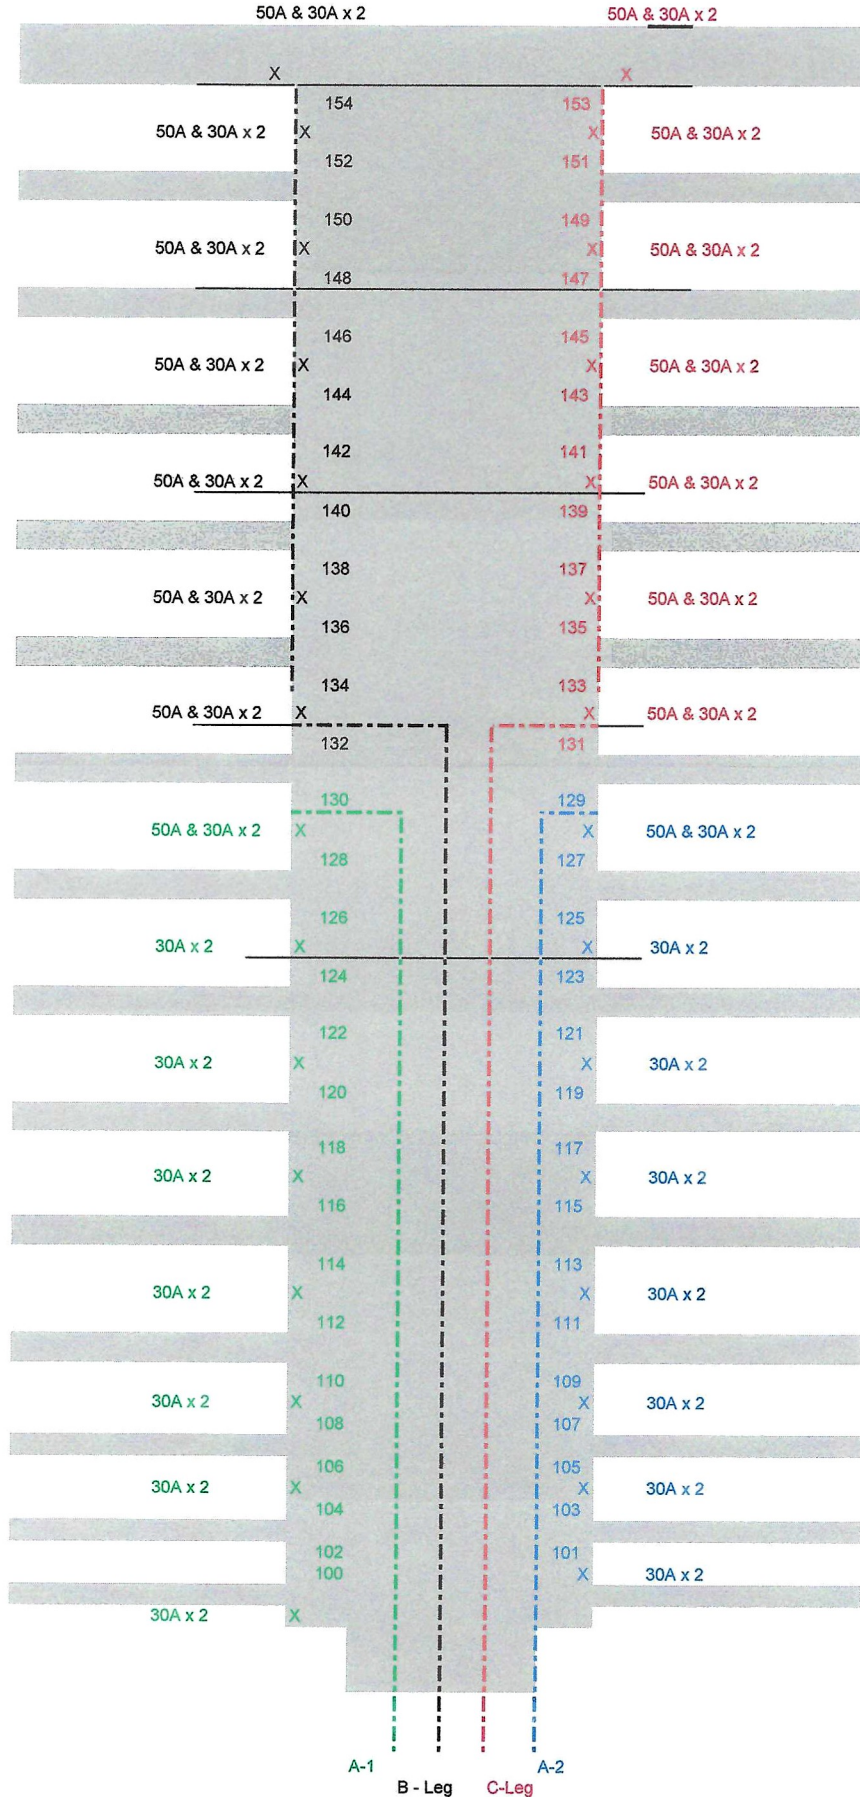 50A & 30A x 2 50A & 30A x 2
X X
154 153
50A & 30A x 2 X X 50A & 30A x 2
152 151
150 149
50A & 30A x 2 X X 50A & 30A x 2
148 147
146 145
50A & 30A x 2 X X 50A & 30A x 2
144 143
142 141
50A & 30A x 2 X X 50A & 30A x 2
140 139
138 137
50A & 30A x 2 X X 50A & 30A x 2
136 135
134 133
50A & 30A x 2 X X 50A & 30A x 2
132 131
130 129
50A & 30A x 2 X X 50A & 30A x 2
128 127
126 125
30A x 2 X X 30A x 2
124 123
122 121
30A x 2 X X 30A x 2
120 119
118 117
30A x 2 X X 30A x 2
116 115
114 113
30A x 2 X X 30A x 2
112 111
110 109
30A x 2 X X 30A x 2
108 107
106 105
30A x 2 X X 30A x 2
104 103
102 101
100 X 30A x 2
30A x 2 X
A-1 A-2
B - Leg C-Leg